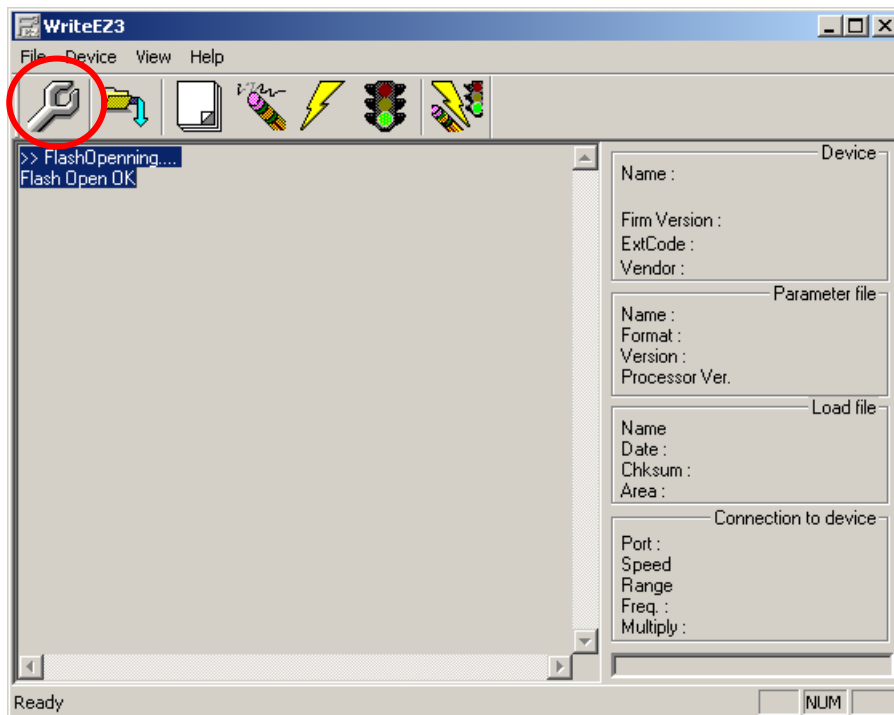 WriteEZ3
File Device View Help
>> FlashOpenning....
Flash Open OK
Device
Name :
Firm Version :
ExtCode :
Vendor :
Parameter file
Name :
Format :
Version :
Processor Ver.
Load file
Name
Date :
Chksum :
Area :
Connection to device
Port :
Speed
Range
Freq. :
Multiply :
Ready
NUM